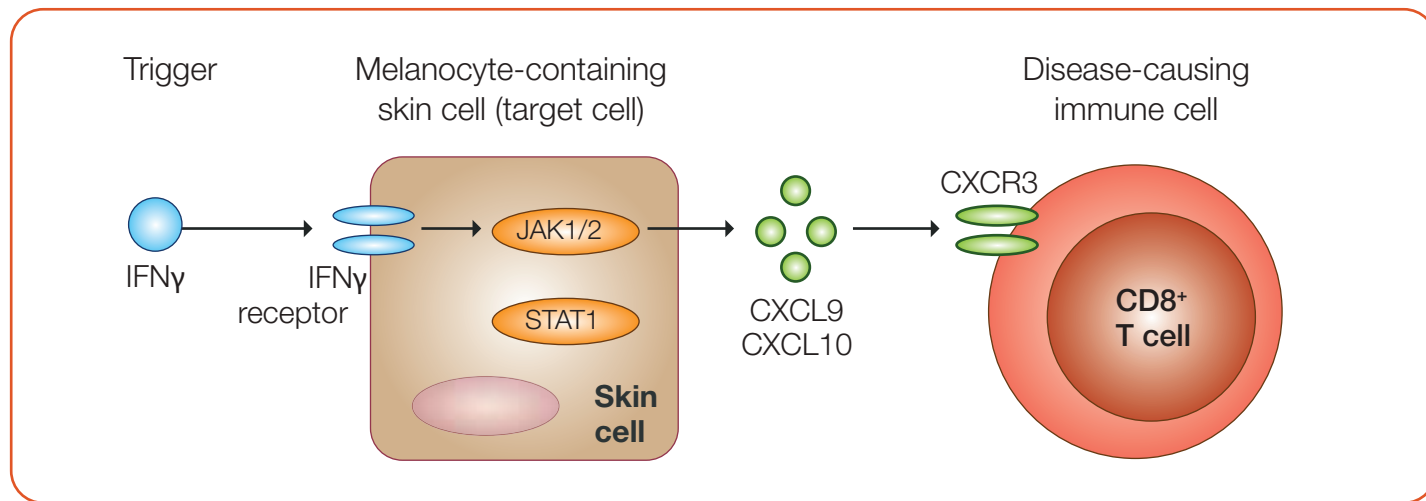 Trigger
Melanocyte-containing
skin cell (target cell)
Disease-causing
immune cell
IFNγ
IFNγ
receptor
JAK1/2
STAT1
Skin
cell
CXCL9
CXCL10
CXCR3
CD8⁺
T cell